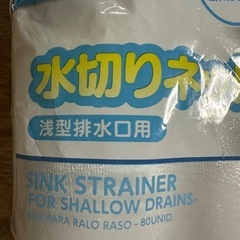 水切りネッ
浅型排水口用
SINK STRAINER
FOR SHALLOW DRAINS-
PARA RALO RASO - 80UNID.